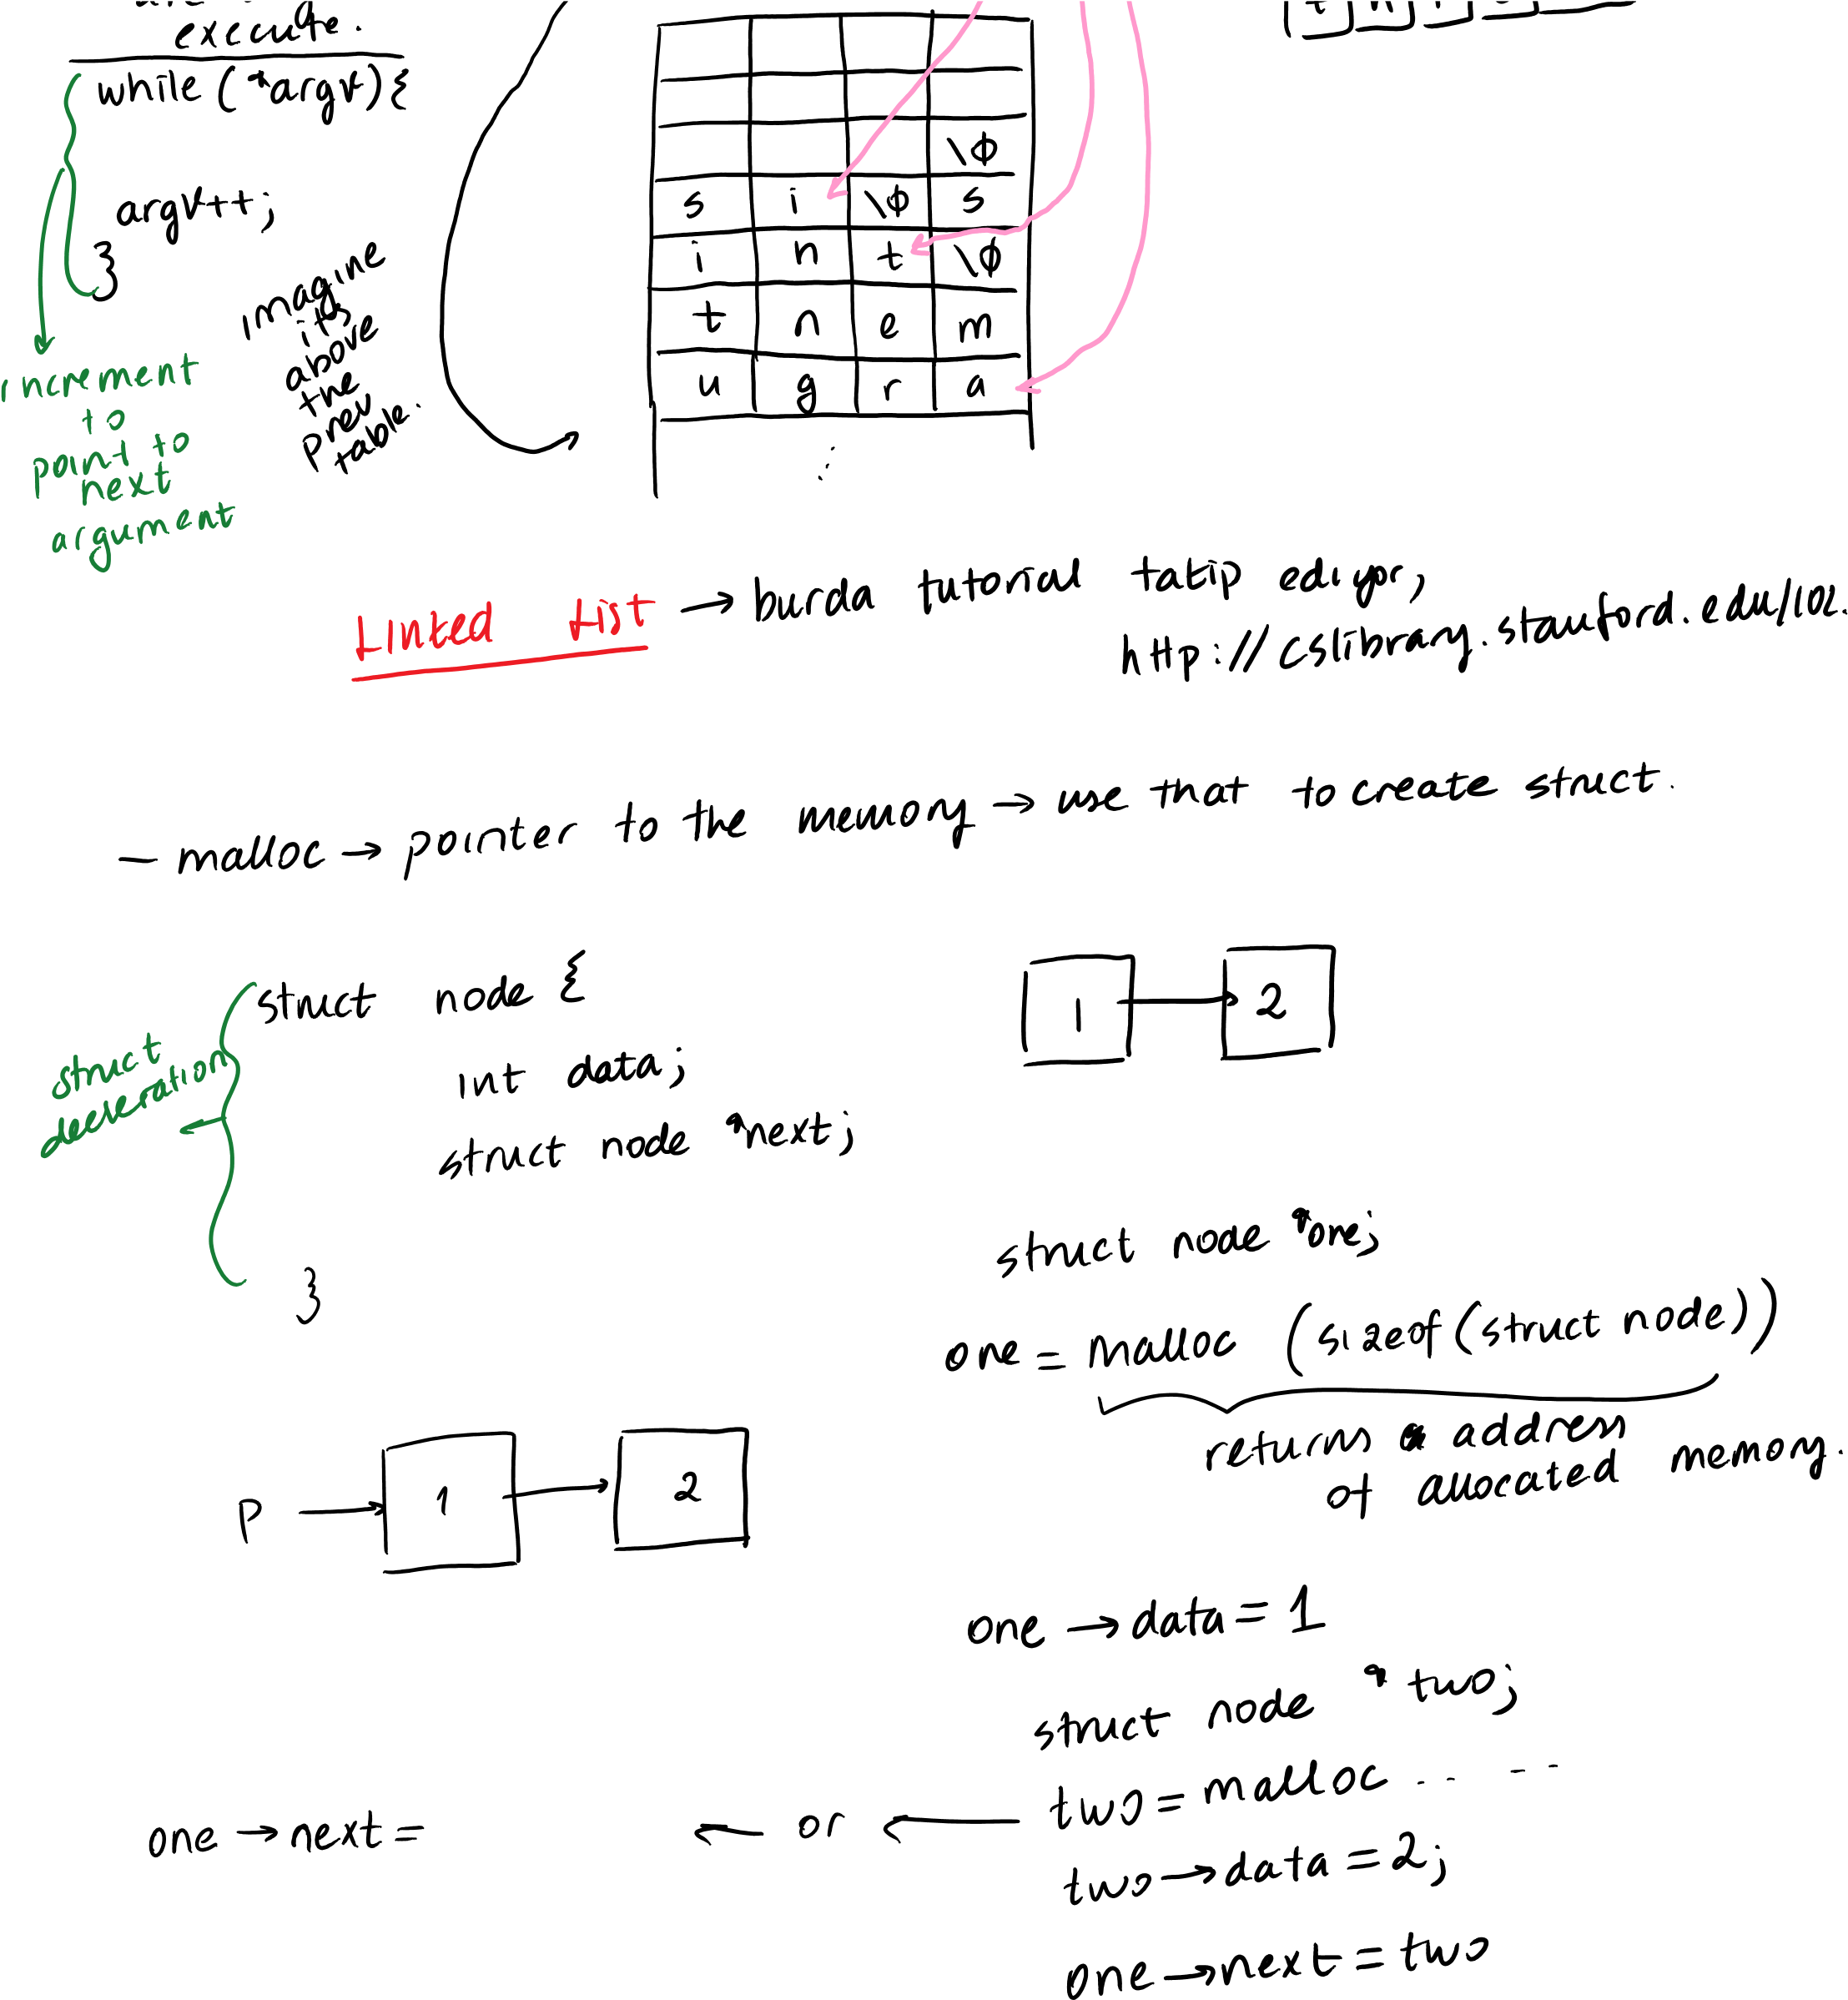 execute.
while (*argv) {
argv++;
}
increment
to
point to
next
argument
imagine
its
above
the
prev
table.
\0
s i \0 s
i n t \0
t n e m
u g r a
Linked List → burda tutorial takip ediyor,
http://cslibrary.stanford.edu/102.
- malloc → pointer to the memory → use that to create struct.
struct node {
int data;
struct node *next;
}
struct
decleration
1 → 2
struct node *one;
one = malloc (sizeof(struct node))
returns address
of allocated memory.
P → 1 → 2
one → data = 1
struct node * two;
two = malloc .. --
one → next = ← or ←
two → data = 2;
one → next = two